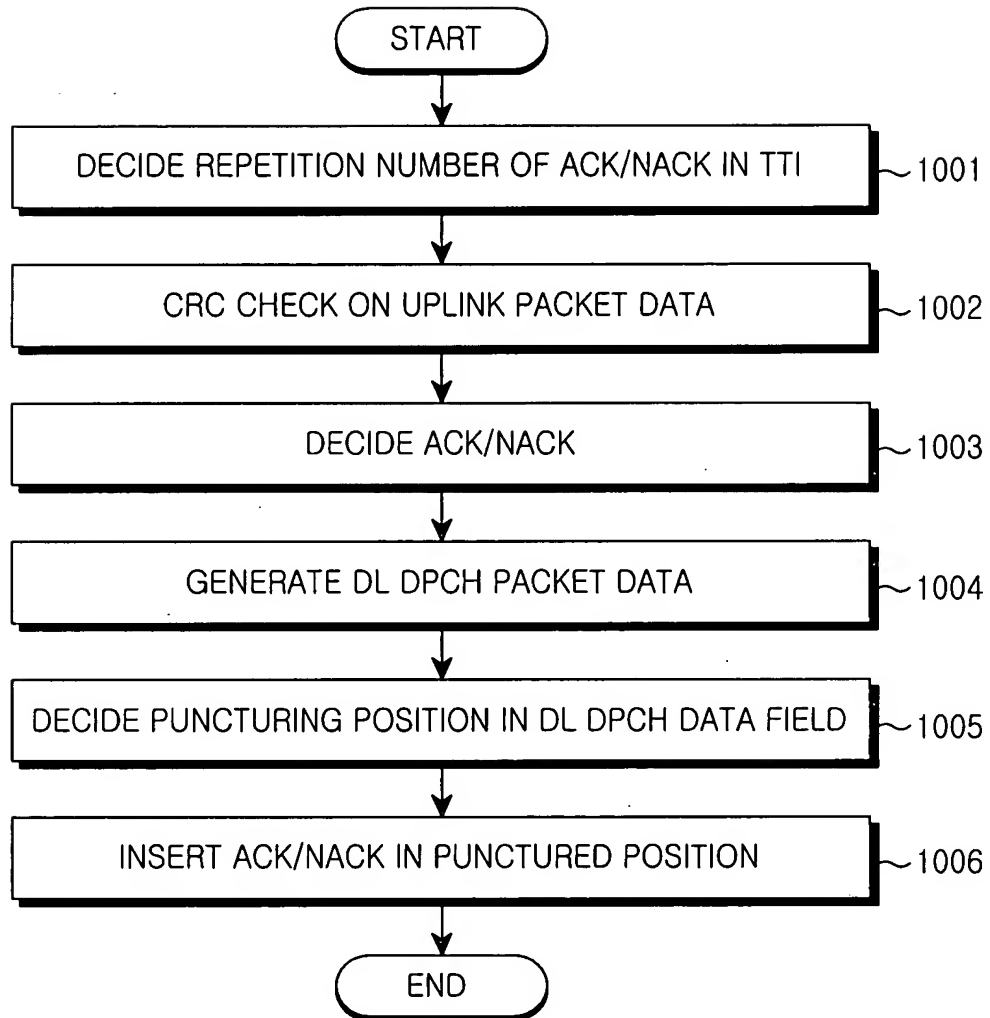 START
DECIDE REPETITION NUMBER OF ACK/NACK IN TTI
1001
CRC CHECK ON UPLINK PACKET DATA
1002
DECIDE ACK/NACK
1003
GENERATE DL DPCH PACKET DATA
1004
DECIDE PUNCTURING POSITION IN DL DPCH DATA FIELD
1005
INSERT ACK/NACK IN PUNCTURED POSITION
1006
END